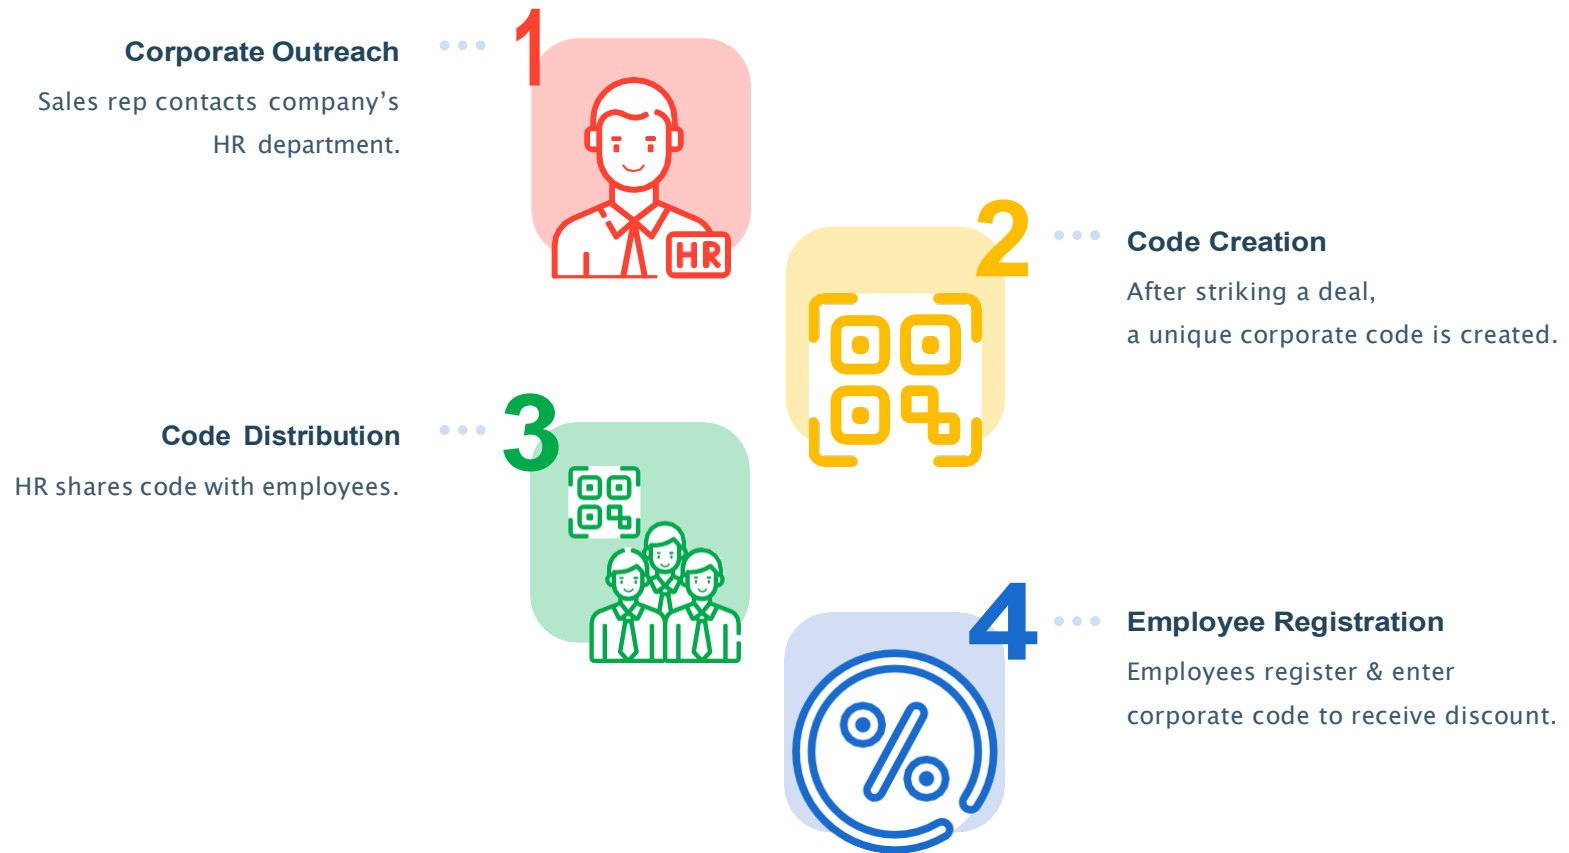 1
Corporate Outreach
Sales rep contacts company’s
HR department.
HR
2
Code Creation
After striking a deal,
a unique corporate code is created.
3
Code Distribution
HR shares code with employees.
4
Employee Registration
Employees register & enter
corporate code to receive discount.
%